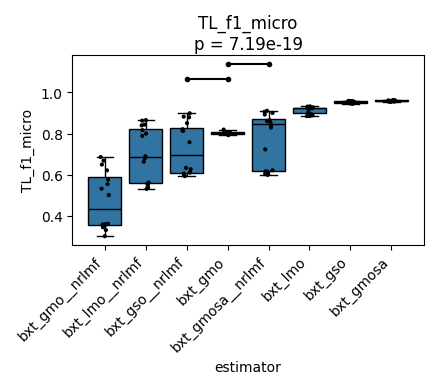 TL_f1_micro
p = 7.19e-19
TL_f1_micro
1.0
0.8
0.6
0.4
bxt_gmo__nrlmf
bxt_lmo__nrlmf
bxt_gso__nrlmf
bxt_gmo
bxt_gmosa__nrlmf
bxt_lmo
bxt_gso
bxt_gmosa
estimator